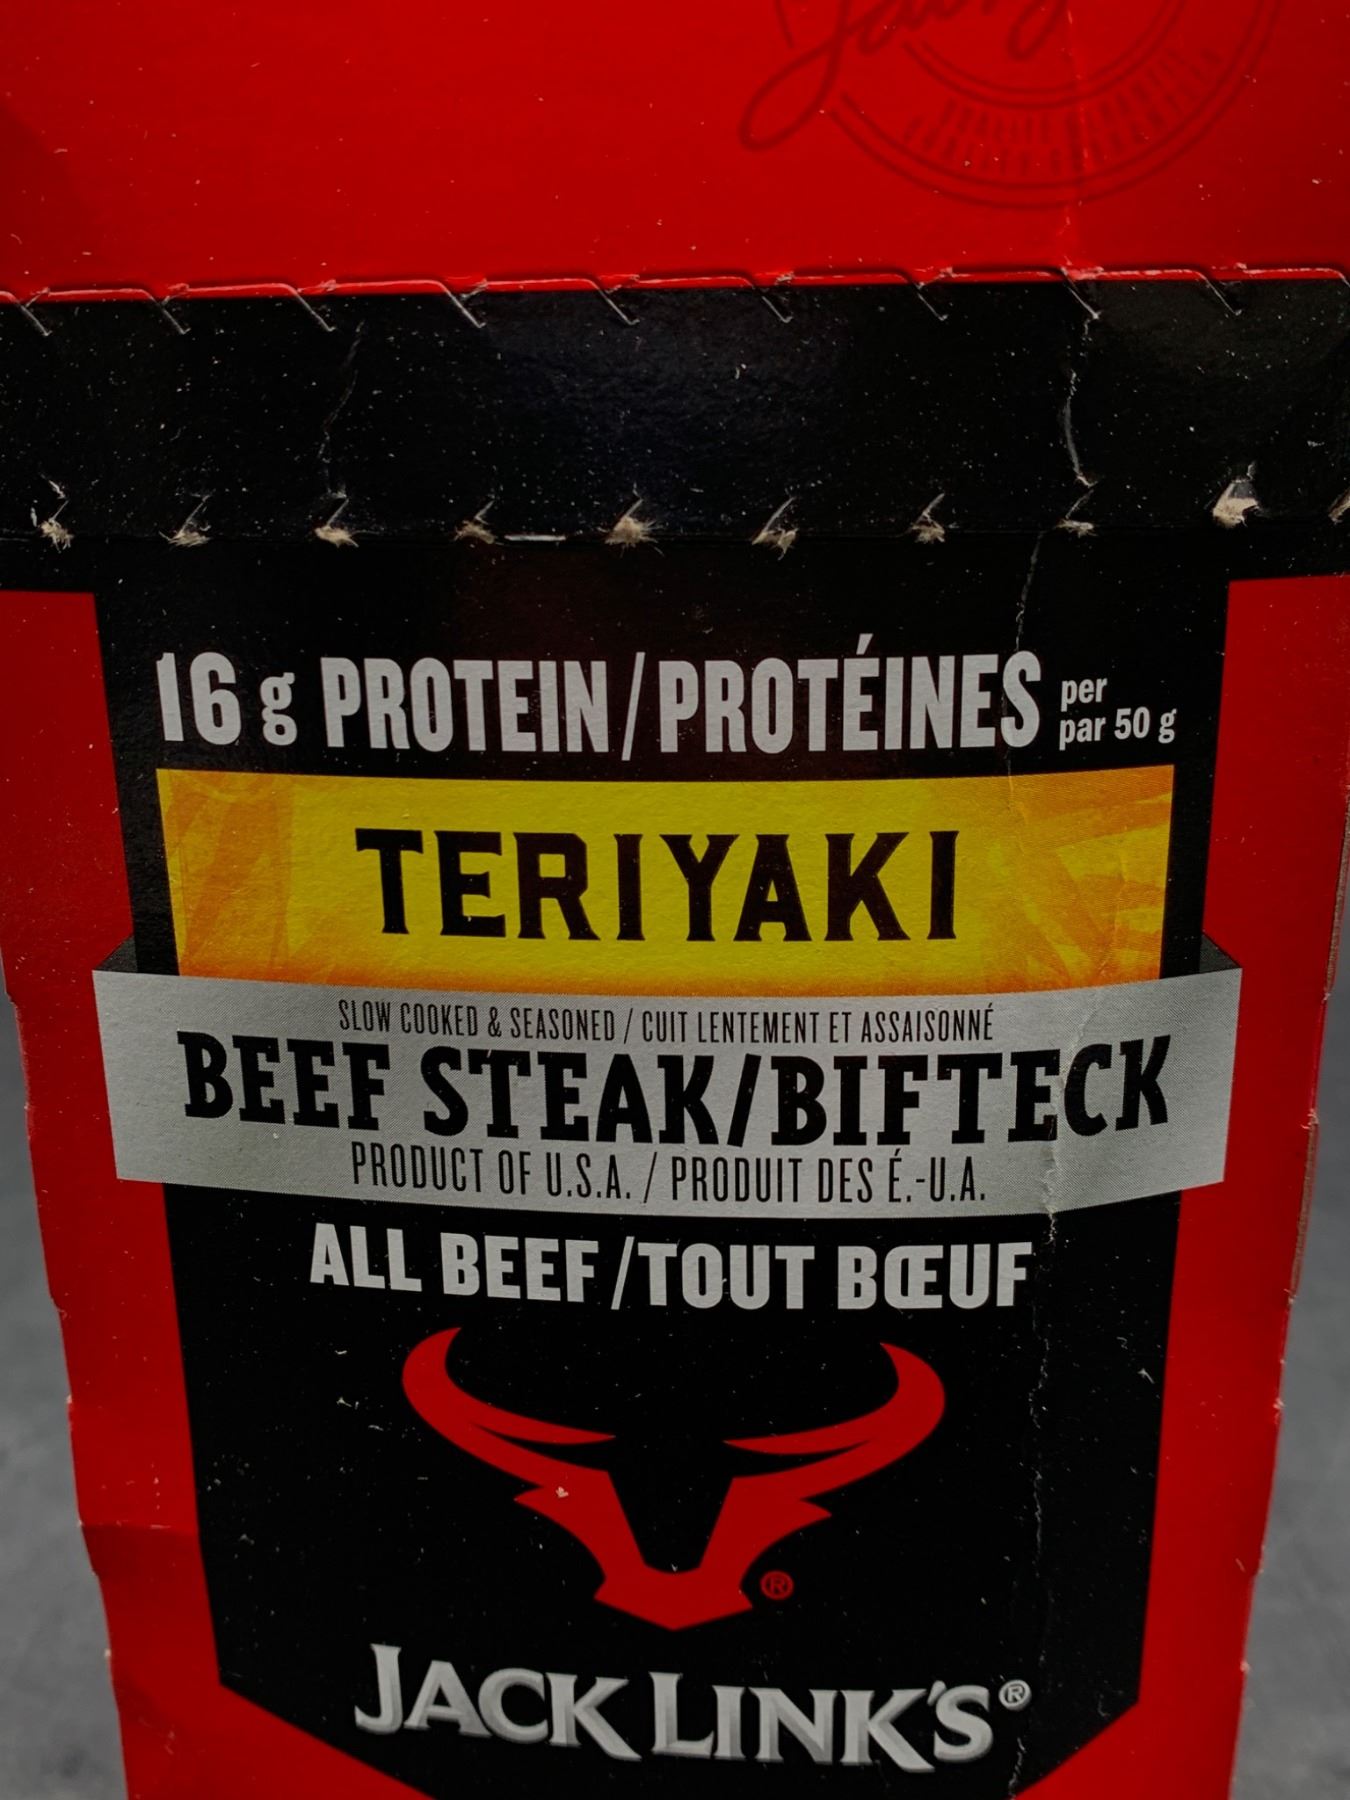 16 g PROTEIN/PROTÉINES per
par 50 g
TERIYAKI
SLOW COOKED & SEASONED / CUIT LENTEMENT ET ASSAISONNÉ
BEEF STEAK/BIFTECK
PRODUCT OF U.S.A. / PRODUIT DES É.-U.A.
ALL BEEF/TOUT BŒUF
®
JACK LINK'S®